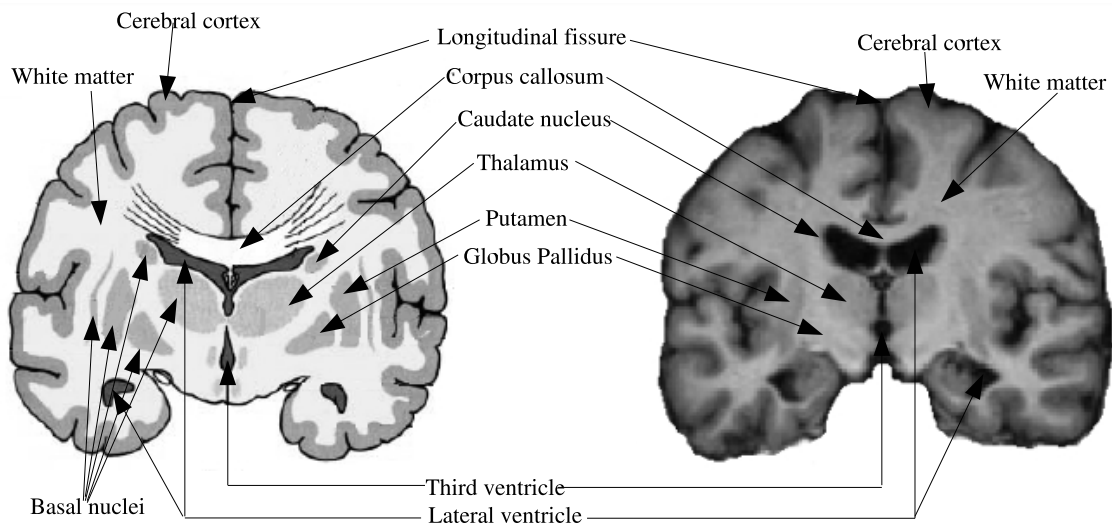 Cerebral cortex
Longitudinal fissure
Cerebral cortex
White matter
Corpus callosum
White matter
Caudate nucleus
Thalamus
Putamen
Globus Pallidus
Third ventricle
Basal nuclei
Lateral ventricle